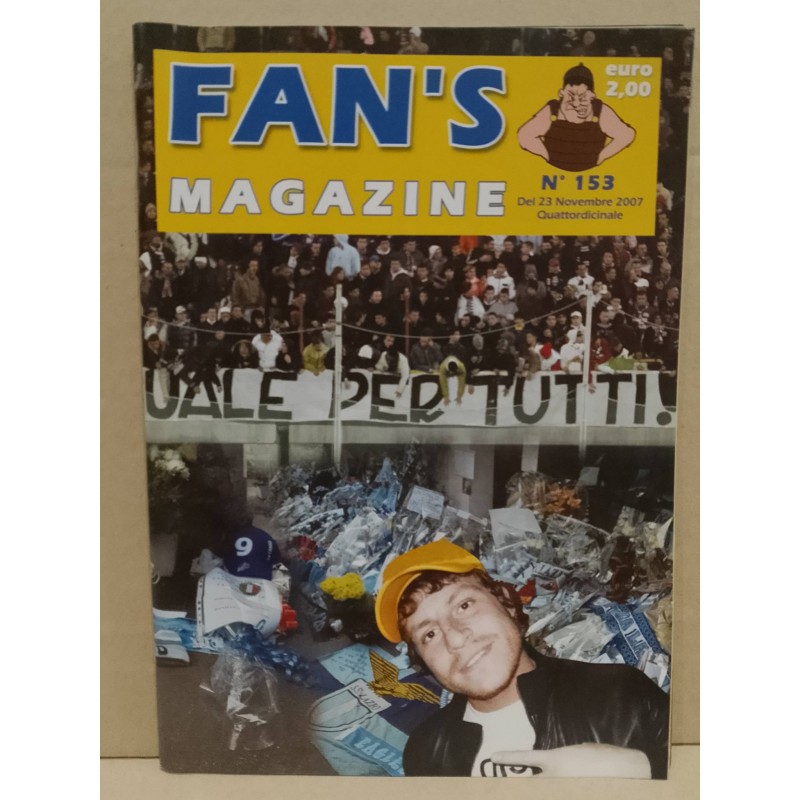 FAN'S
MAGAZINE
euro
2,00
N° 153
Del 23 Novembre 2007
Quattordicinale
UALE PER TUTTI!
9